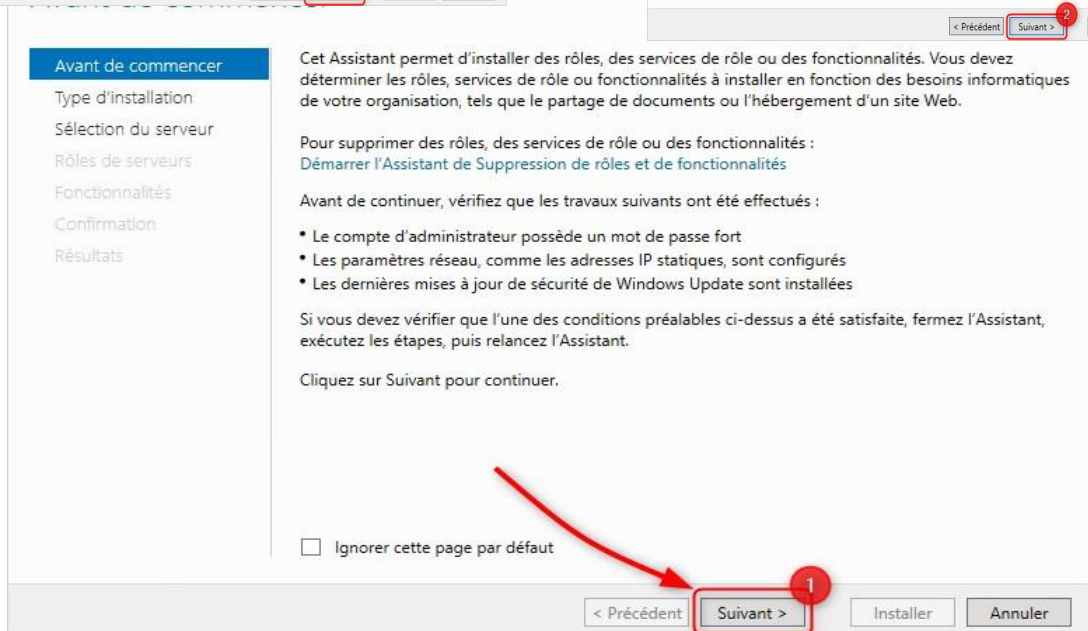 < Précédent Suivant > 2
Avant de commencer
Avant de commencer
Type d'installation
Sélection du serveur
Rôles de serveurs
Fonctionnalités
Confirmation
Résultats
Cet Assistant permet d'installer des rôles, des services de rôle ou des fonctionnalités. Vous devez
déterminer les rôles, services de rôle ou fonctionnalités à installer en fonction des besoins informatiques
de votre organisation, tels que le partage de documents ou l'hébergement d'un site Web.
Pour supprimer des rôles, des services de rôle ou des fonctionnalités :
Démarrer l'Assistant de Suppression de rôles et de fonctionnalités
Avant de continuer, vérifiez que les travaux suivants ont été effectués :
• Le compte d'administrateur possède un mot de passe fort
• Les paramètres réseau, comme les adresses IP statiques, sont configurés
• Les dernières mises à jour de sécurité de Windows Update sont installées
Si vous devez vérifier que l'une des conditions préalables ci-dessus a été satisfaite, fermez l'Assistant,
exécutez les étapes, puis relancez l'Assistant.
Cliquez sur Suivant pour continuer.
Ignorer cette page par défaut
1
< Précédent Suivant > Installer Annuler